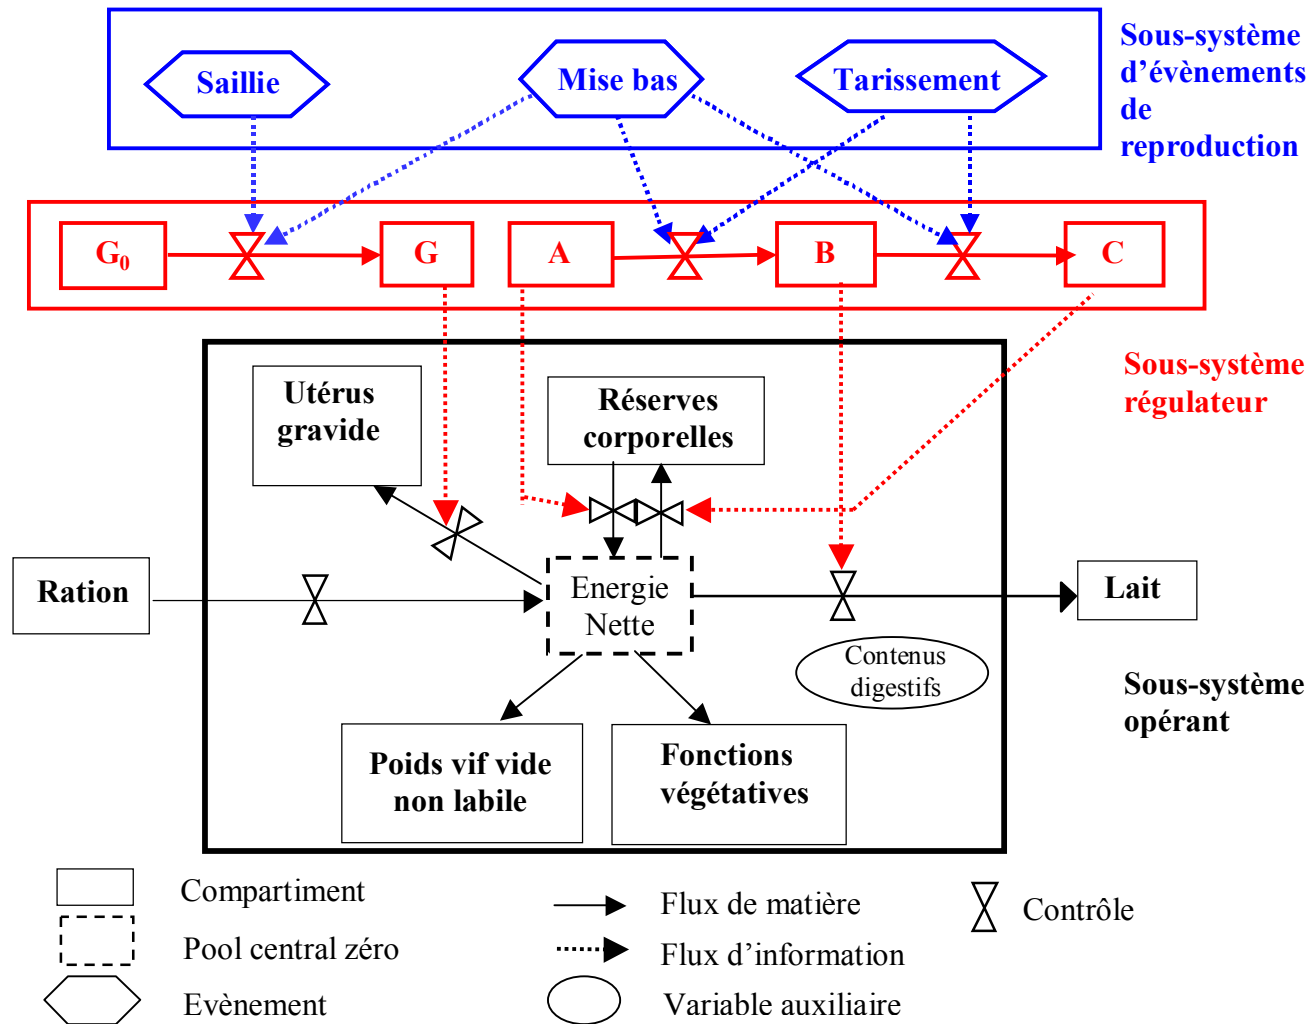 Saillie
Mise bas
Tarissement
Sous-système
d’évènements
de
reproduction
G₀
G
A
B
C
Sous-système
régulateur
Utérus
gravide
Réserves
corporelles
Ration
Energie
Nette
Lait
Contenus
digestifs
Sous-système
opérant
Poids vif vide
non labile
Fonctions
végétatives
Compartiment
Flux de matière
Contrôle
Pool central zéro
Flux d’information
Evènement
Variable auxiliaire